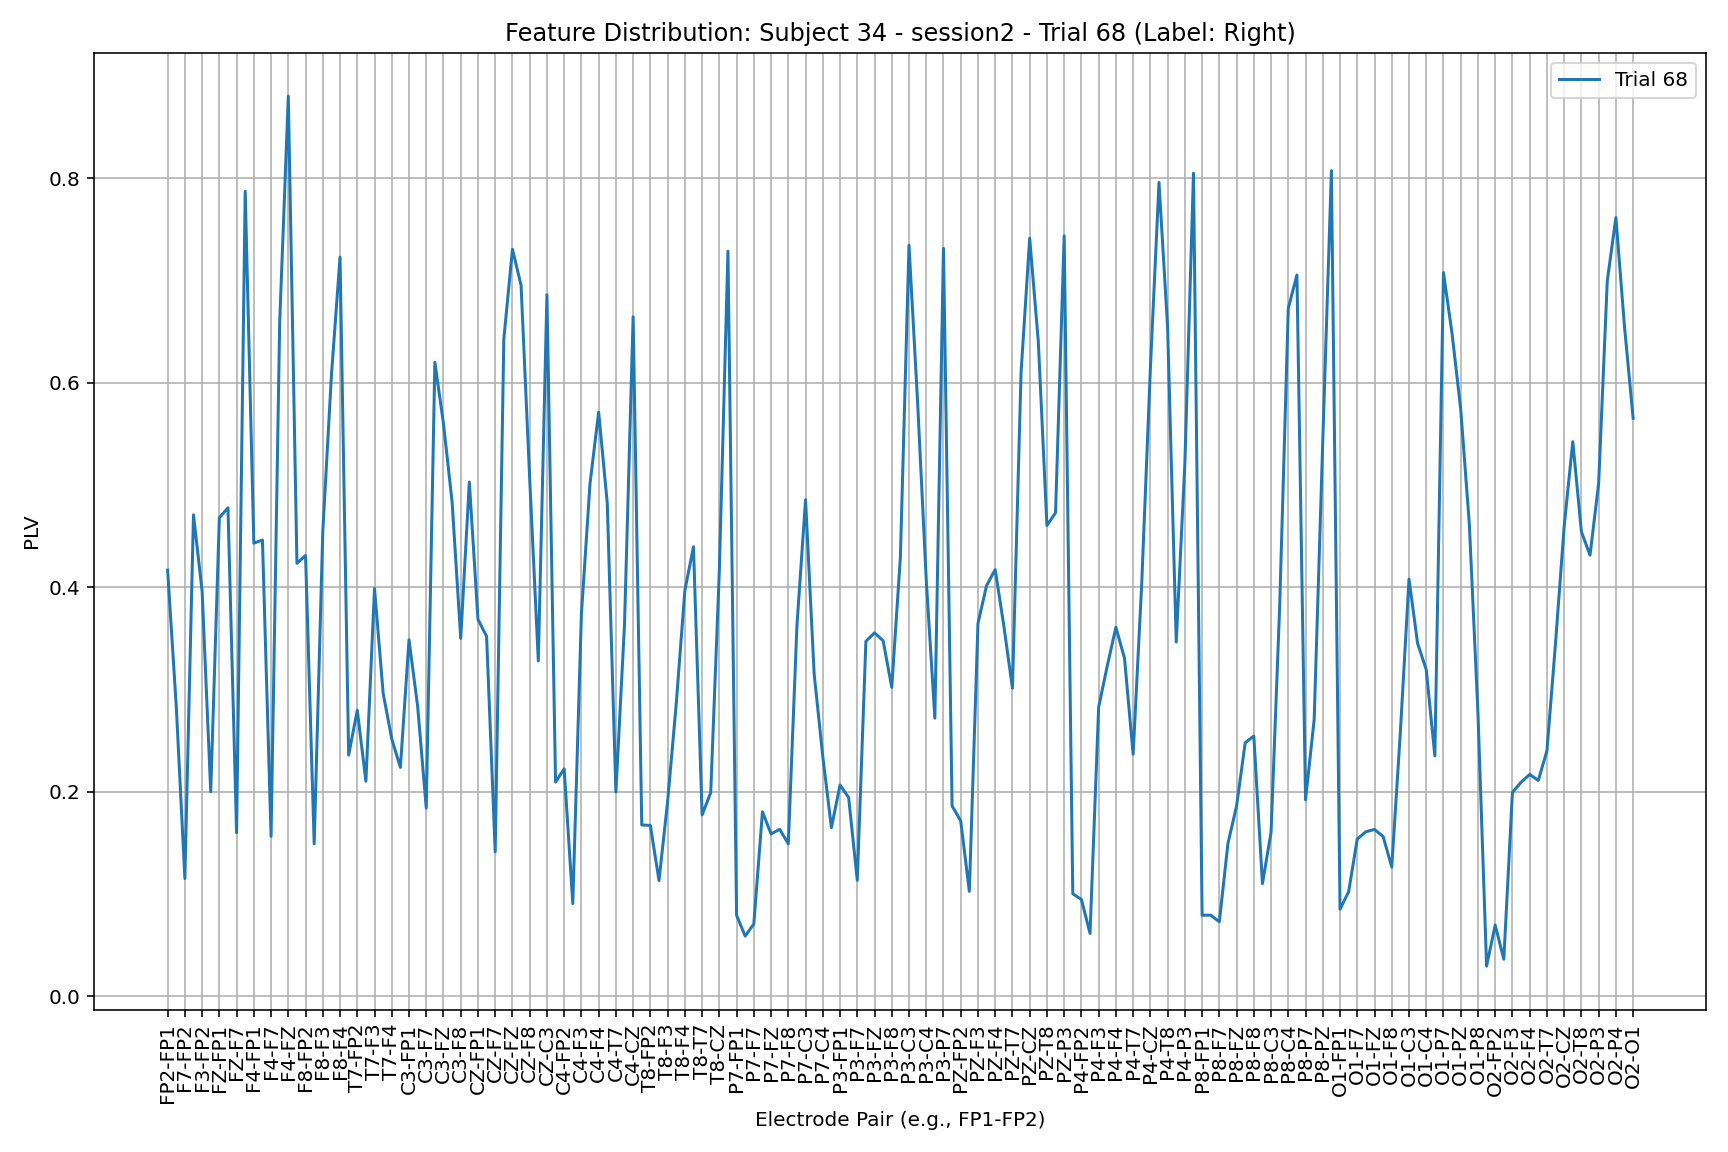 Feature Distribution: Subject 34 - session2 - Trial 68 (Label: Right)
Trial 68
PLV
0.8
0.6
0.4
0.2
0.0
FP2-FP1
F7-FP2
F3-FP2
FZ-FP1
FZ-F7
F4-FP1
F4-F7
F4-FZ
F8-FP2
F8-F3
F8-F4
T7-FP2
T7-F3
T7-F4
C3-FP1
C3-F7
C3-FZ
C3-F8
CZ-FP1
CZ-F7
CZ-FZ
CZ-F8
CZ-C3
C4-FP2
C4-F3
C4-F4
C4-T7
C4-CZ
T8-FP2
T8-F3
T8-F4
T8-T7
T8-CZ
P7-FP1
P7-F7
P7-FZ
P7-F8
P7-C3
P7-C4
P3-FP1
P3-F7
P3-FZ
P3-F8
P3-C3
P3-C4
P3-P7
PZ-FP2
PZ-F3
PZ-F4
PZ-T7
PZ-CZ
PZ-T8
PZ-P3
P4-FP2
P4-F3
P4-F4
P4-T7
P4-CZ
P4-T8
P4-P3
P8-FP1
P8-F7
P8-FZ
P8-F8
P8-C3
P8-C4
P8-P7
P8-PZ
O1-FP1
O1-F7
O1-FZ
O1-F8
O1-C3
O1-C4
O1-P7
O1-PZ
O1-P8
O2-FP2
O2-F3
O2-F4
O2-T7
O2-CZ
O2-T8
O2-P3
O2-P4
O2-O1
Electrode Pair (e.g., FP1-FP2)